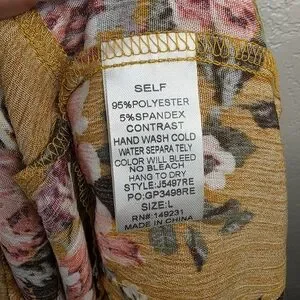 SELF
95%POLYESTER
5%SPANDEX
CONTRAST
HAND WASH COLD
WATER SEPARA TELY
COLOR WILL BLEED
NO BLEACH
HANG TO DRY
STYLE:J5497RE
PO:GP3498RE
SIZE:L
RN# 149231
MADE IN CHINA